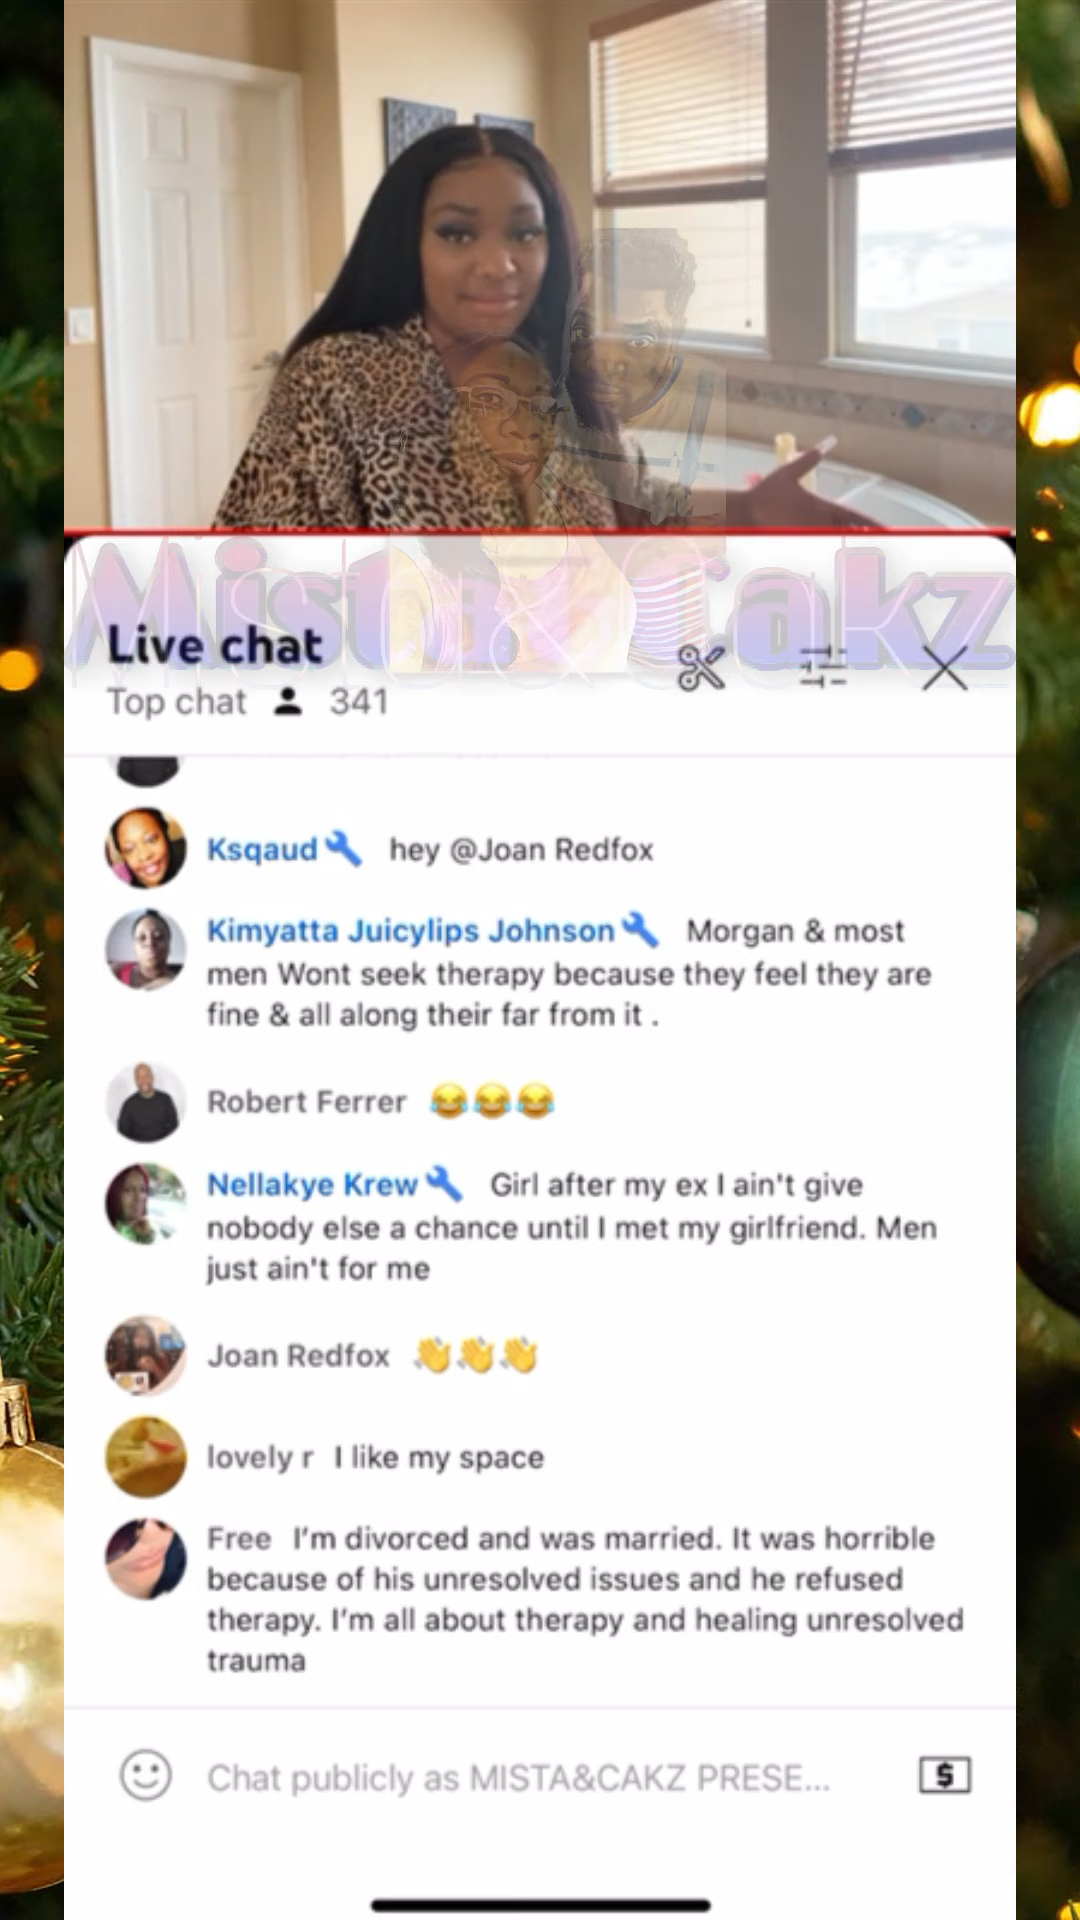 Mista & Cakz
Live chat
Top chat 341
Ksqaud hey @Joan Redfox
Kimyatta Juicylips Johnson Morgan & most
men Wont seek therapy because they feel they are
fine & all along their far from it .
Robert Ferrer 😂😂😂
Nellakye Krew Girl after my ex I ain't give
nobody else a chance until I met my girlfriend. Men
just ain't for me
Joan Redfox 👏👏👏
lovely r I like my space
Free I’m divorced and was married. It was horrible
because of his unresolved issues and he refused
therapy. I’m all about therapy and healing unresolved
trauma
Chat publicly as MISTA&CAKZ PRESE...
$